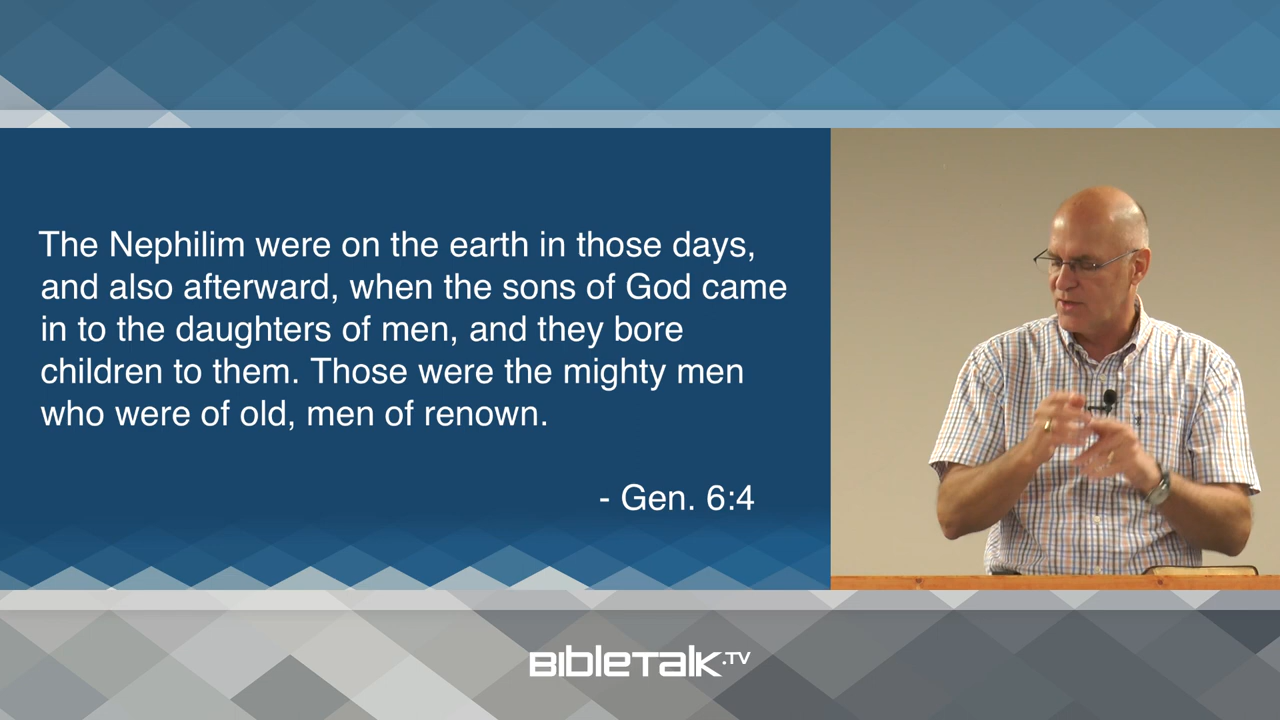 The Nephilim were on the earth in those days,
and also afterward, when the sons of God came
in to the daughters of men, and they bore
children to them. Those were the mighty men
who were of old, men of renown.
- Gen. 6:4
BIBLETALK.TV